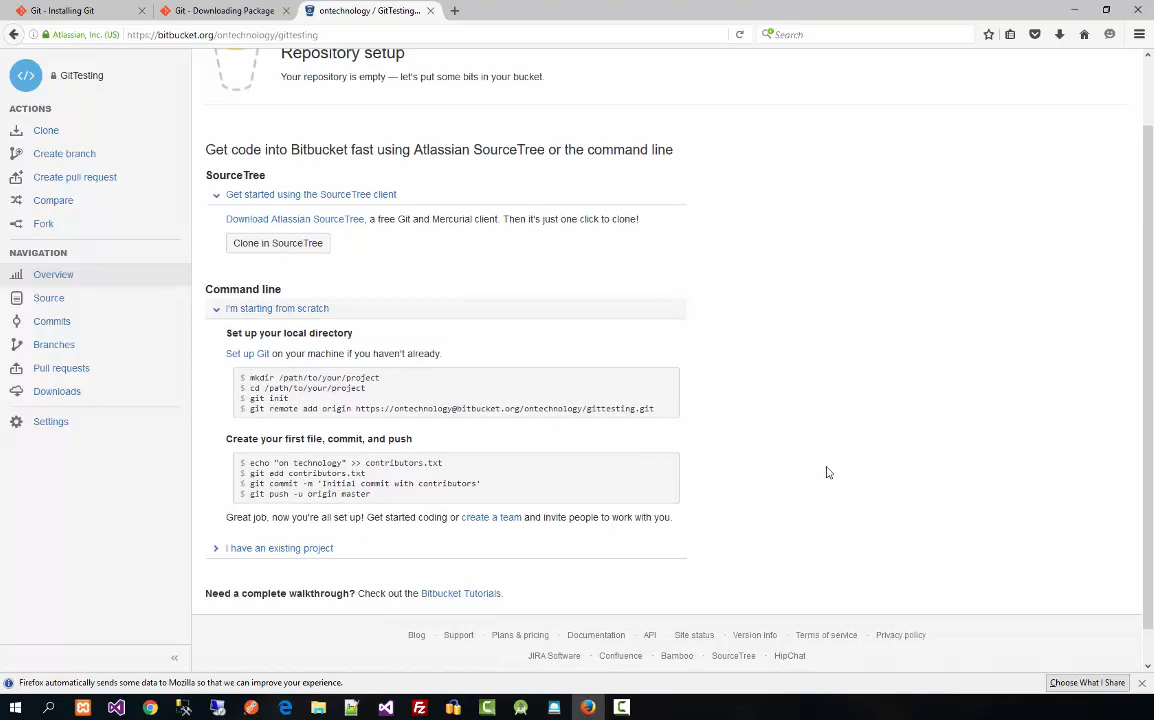 Git - Installing Git
Git - Downloading Package
ontechnology / GitTesting...
Atlassian, Inc. (US)
https://bitbucket.org/ontechnology/gittesting
Search
GitTesting
ACTIONS
Clone
Create branch
Create pull request
Compare
Fork
NAVIGATION
Overview
Source
Commits
Branches
Pull requests
Downloads
Settings
Repository setup
Your repository is empty — let's put some bits in your bucket.
Get code into Bitbucket fast using Atlassian SourceTree or the command line
SourceTree
Get started using the SourceTree client
Download Atlassian SourceTree, a free Git and Mercurial client. Then it's just one click to clone!
Clone in SourceTree
Command line
I'm starting from scratch
Set up your local directory
Set up Git on your machine if you haven't already.
$ mkdir /path/to/your/project
$ cd /path/to/your/project
$ git init
$ git remote add origin https://ontechnology@bitbucket.org/ontechnology/gittesting.git
Create your first file, commit, and push
$ echo "on technology" >> contributors.txt
$ git add contributors.txt
$ git commit -m 'Initial commit with contributors'
$ git push -u origin master
Great job, now you're all set up! Get started coding or create a team and invite people to work with you.
I have an existing project
Need a complete walkthrough? Check out the Bitbucket Tutorials.
Blog · Support · Plans & pricing · Documentation · API · Site status · Version info · Terms of service · Privacy policy
JIRA Software · Confluence · Bamboo · SourceTree · HipChat
Firefox automatically sends some data to Mozilla so that we can improve your experience.
Choose What I Share